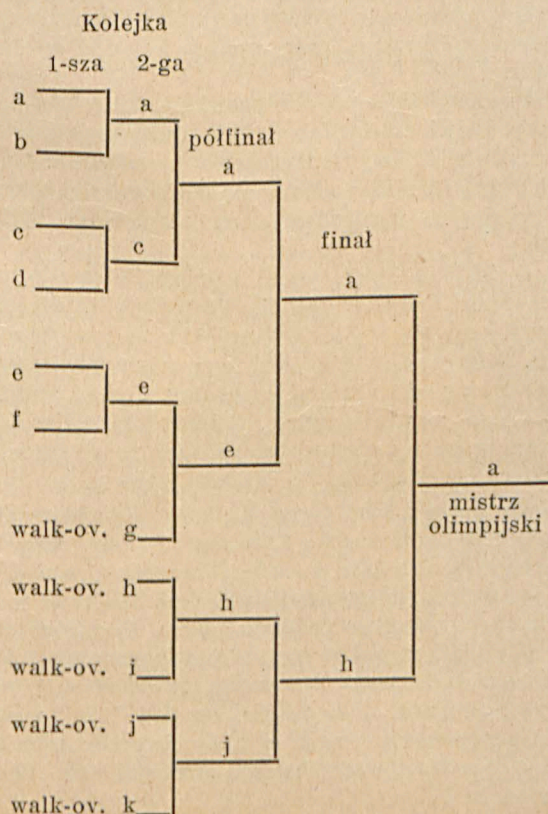 Kolejka
1-sza 2-ga
a
a
b
półfinał
a
c
c
d
finał
a
e
e
f
e
a
mistrz
olimpijski
walk-ov. g
walk-ov. h
h
walk-ov. i
h
walk-ov. j
j
walk-ov. k